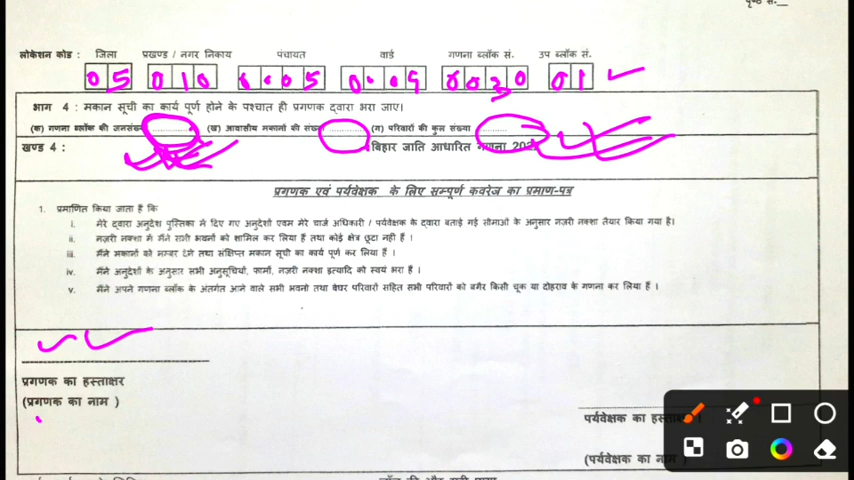 पृष्ठ सं.__
लोकेशन कोड : जिला प्रखण्ड / नगर निकाय पंचायत वार्ड गणना ब्लॉक सं. उप ब्लॉक सं.
05 010 0005 0009 0030 01
भाग 4 : मकान सूची का कार्य पूर्ण होने के पश्चात ही प्रगणक द्वारा भरा जाए।
(क) गणना ब्लॉक की जनसंख्या ............ (ख) आवासीय मकानों की संख्या ............ (ग) परिवारों की कुल संख्या ............
खण्ड 4 : बिहार जाति आधारित गणना
प्रगणक एवं पर्यवेक्षक के लिए सम्पूर्ण कवरेज का प्रमाण-पत्र
1. प्रमाणित किया जाता है कि
i. मेरे द्वारा अनुदेश पुस्तिका में दिए गए अनुदेशों एवम मेरे चार्ज अधिकारी / पर्यवेक्षक के द्वारा बताई गई सीमाओं के अनुसार नज़री नक्शा तैयार किया गया है।
ii. नज़री नक्शा में मैंने सभी भवनों को शामिल कर लिया है तथा कोई क्षेत्र छूटा नहीं है ।
iii. मैंने मकानों को नम्बर देने तथा संक्षिप्त मकान सूची का कार्य पूर्ण कर लिया है ।
iv. मैंने अनुदेशों के अनुसार सभी अनुसूचियों, फार्मों, नज़री नक्शा इत्यादि को स्वयं भरा है ।
v. मैंने अपने गणना ब्लॉक के अंतर्गत आने वाले सभी भवनों तथा बेघर परिवारों सहित सभी परिवारों को बगैर किसी चूक या दोहराव के गणना कर लिया है ।
प्रगणक का हस्ताक्षर
(प्रगणक का नाम )
पर्यवेक्षक का
(पर्यवेक्षक का